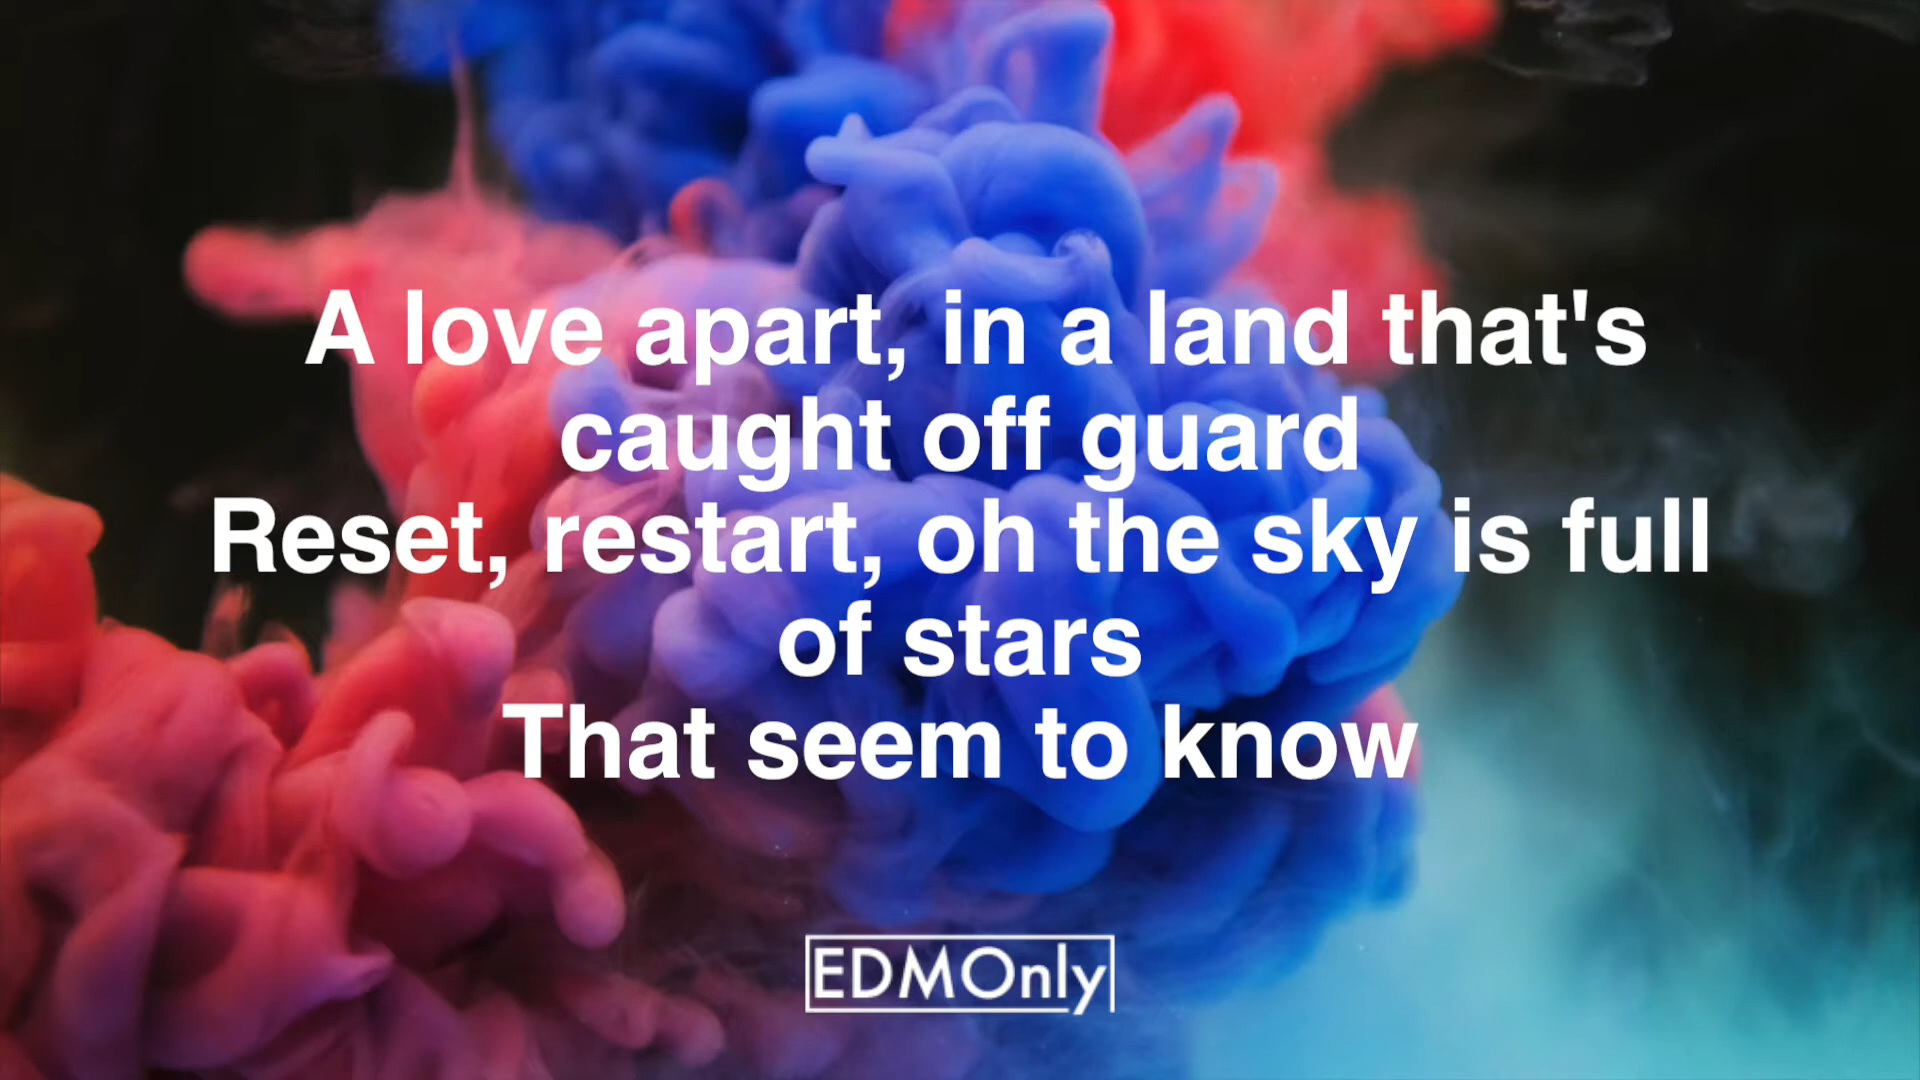 A love apart, in a land that's
caught off guard
Reset, restart, oh the sky is full
of stars
That seem to know
EDMOnly